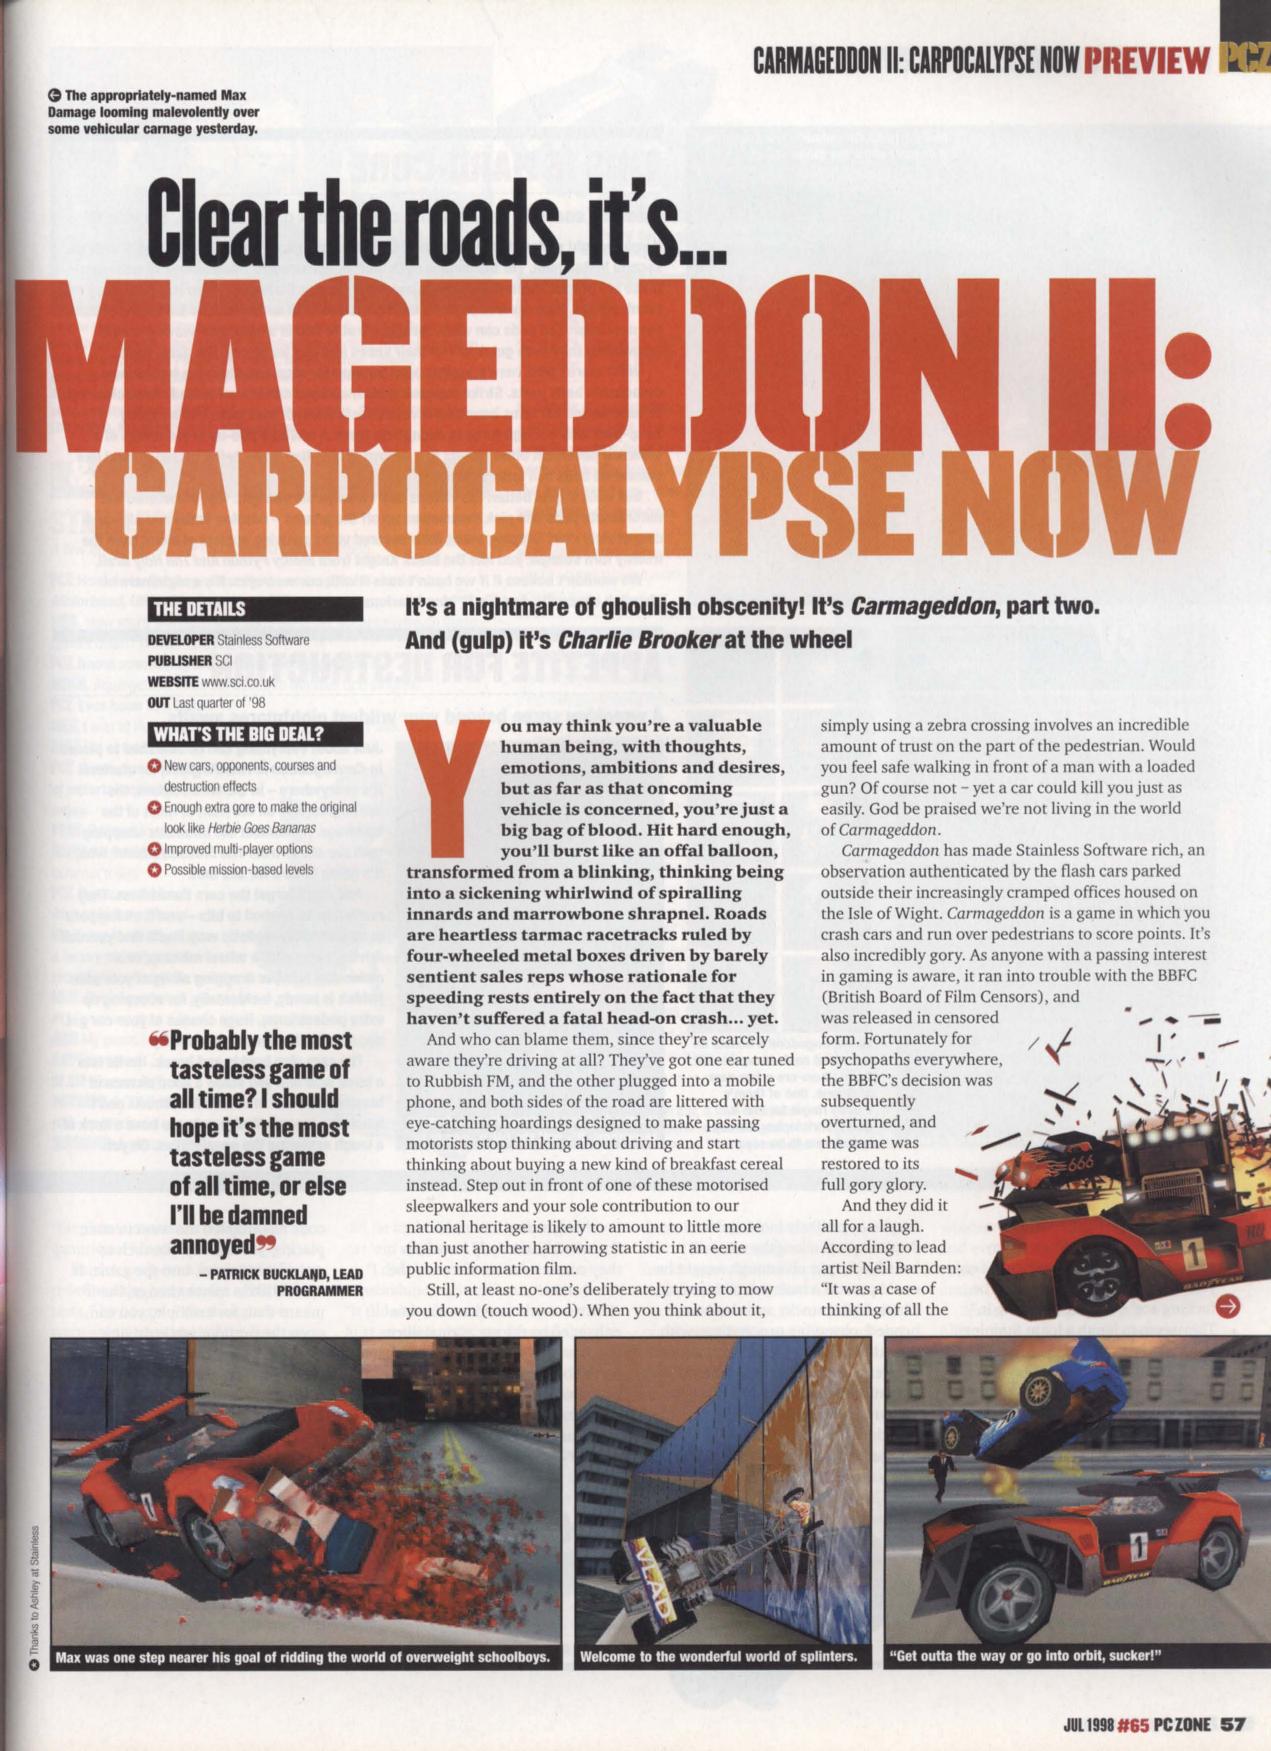 CARMAGEDDON II: CARPOCALYPSE NOW PREVIEW PCZ
The appropriately-named Max
Damage looming malevolently over
some vehicular carnage yesterday.
Clear the roads, it's...
MAGEDDON II:
CARPOCALYPSE NOW
THE DETAILS
DEVELOPER Stainless Software
PUBLISHER SCI
WEBSITE www.sci.co.uk
OUT Last quarter of '98
WHAT'S THE BIG DEAL?
New cars, opponents, courses and
destruction effects
Enough extra gore to make the original
look like Herbie Goes Bananas
Improved multi-player options
Possible mission-based levels
“Probably the most
tasteless game of
all time? I should
hope it's the most
tasteless game
of all time, or else
I'll be damned
annoyed”
– PATRICK BUCKLAND, LEAD
PROGRAMMER
It's a nightmare of ghoulish obscenity! It's Carmageddon, part two.
And (gulp) it's Charlie Brooker at the wheel
You may think you're a valuable
human being, with thoughts,
emotions, ambitions and desires,
but as far as that oncoming
vehicle is concerned, you're just a
big bag of blood. Hit hard enough,
you'll burst like an offal balloon,
transformed from a blinking, thinking being
into a sickening whirlwind of spiralling
innards and marrowbone shrapnel. Roads
are heartless tarmac racetracks ruled by
four-wheeled metal boxes driven by barely
sentient sales reps whose rationale for
speeding rests entirely on the fact that they
haven't suffered a fatal head-on crash... yet.
And who can blame them, since they're scarcely
aware they're driving at all? They've got one ear tuned
to Rubbish FM, and the other plugged into a mobile
phone, and both sides of the road are littered with
eye-catching hoardings designed to make passing
motorists stop thinking about driving and start
thinking about buying a new kind of breakfast cereal
instead. Step out in front of one of these motorised
sleepwalkers and your sole contribution to our
national heritage is likely to amount to little more
than just another harrowing statistic in an eerie
public information film.
Still, at least no-one's deliberately trying to mow
you down (touch wood). When you think about it,
simply using a zebra crossing involves an incredible
amount of trust on the part of the pedestrian. Would
you feel safe walking in front of a man with a loaded
gun? Of course not – yet a car could kill you just as
easily. God be praised we're not living in the world
of Carmageddon.
Carmageddon has made Stainless Software rich, an
observation authenticated by the flash cars parked
outside their increasingly cramped offices housed on
the Isle of Wight. Carmageddon is a game in which you
crash cars and run over pedestrians to score points. It's
also incredibly gory. As anyone with a passing interest
in gaming is aware, it ran into trouble with the BBFC
(British Board of Film Censors), and
was released in censored
form. Fortunately for
psychopaths everywhere,
the BBFC's decision was
subsequently
overturned, and
the game was
restored to its
full gory glory.
And they did it
all for a laugh.
According to lead
artist Neil Barnden:
“It was a case of
thinking of all the
666
1
BADYEAR
Thanks to Ashley at Stainless
Max was one step nearer his goal of ridding the world of overweight schoolboys.
VLAD
Welcome to the wonderful world of splinters.
1
BADYEAR
“Get outta the way or go into orbit, sucker!”
JUL 1998 #65 PC ZONE 57